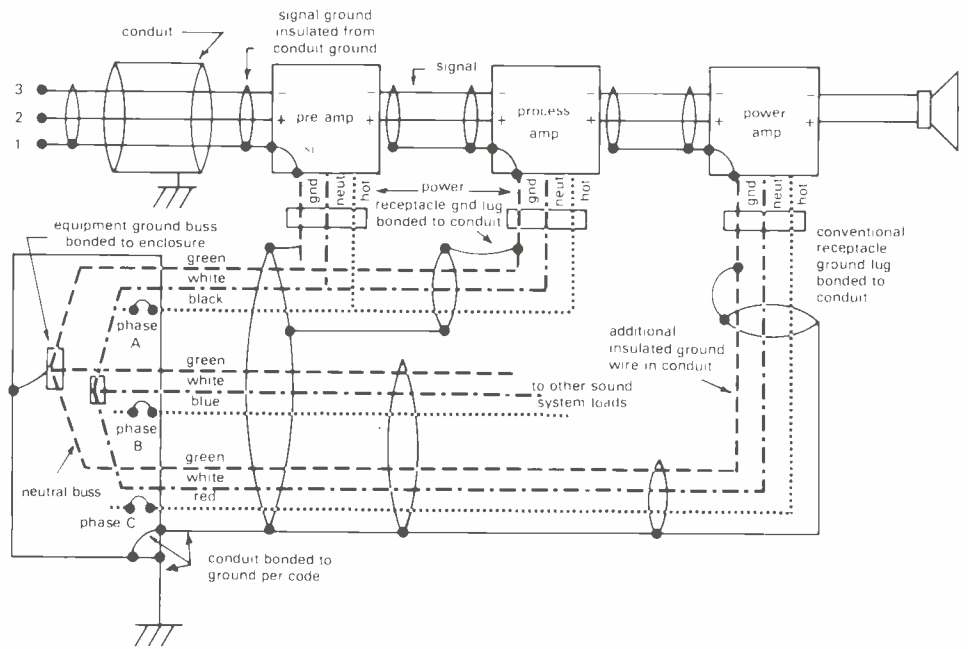 signal ground
insulated from
conduit ground
conduit
signal
3
2
1
−
+
pre amp
−
+
−
+
process
amp
−
+
−
+
power
amp
−
+
gnd
neut
hot
power
gnd
neut
hot
gnd
neut
hot
receptacle gnd lug
bonded to conduit
equipment ground buss
bonded to enclosure
conventional
receptacle
ground lug
bonded to
conduit
green
white
black
phase
A
additional
insulated ground
wire in conduit
green
white
blue
to other sound
system loads
phase
B
neutral buss
green
white
red
phase C
conduit bonded to
ground per code